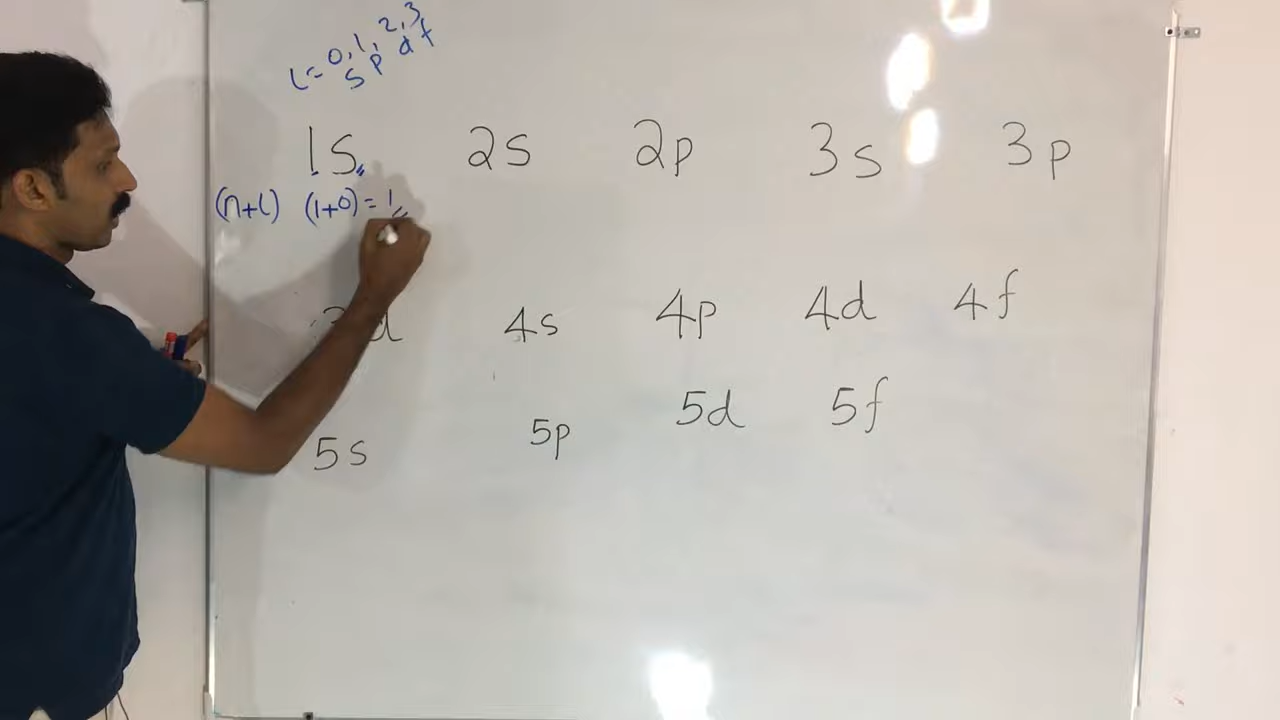 l = 0, 1, 2, 3
s p d f
1s 2s 2p 3s 3p
(n+l) (1+0) = 1
3d 4s 4p 4d 4f
5s 5p 5d 5f